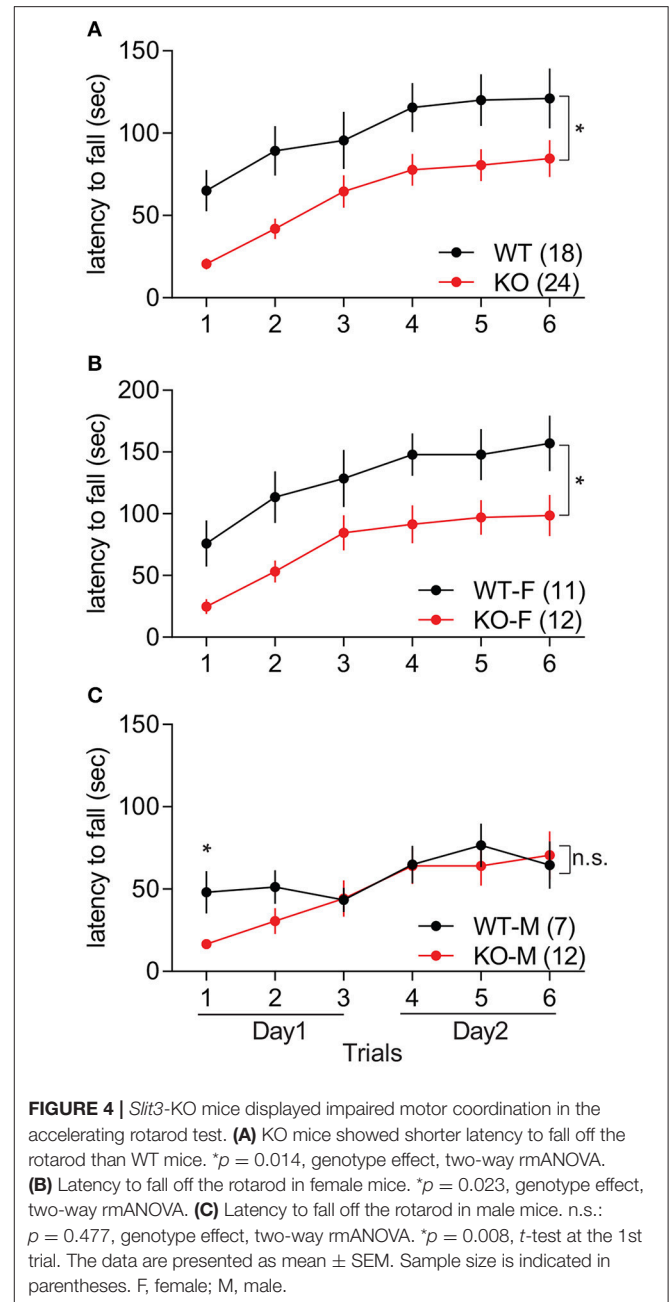 A
latency to fall (sec)
150
100
50
0
*
WT (18)
KO (24)
1 2 3 4 5 6
B
latency to fall (sec)
200
150
100
50
0
*
WT-F (11)
KO-F (12)
1 2 3 4 5 6
C
latency to fall (sec)
150
100
50
0
*
n.s.
WT-M (7)
KO-M (12)
1 2 3 4 5 6
Day1 Day2
Trials
FIGURE 4 | Slit3-KO mice displayed impaired motor coordination in the
accelerating rotarod test. (A) KO mice showed shorter latency to fall off the
rotarod than WT mice. *p = 0.014, genotype effect, two-way rmANOVA.
(B) Latency to fall off the rotarod in female mice. *p = 0.023, genotype effect,
two-way rmANOVA. (C) Latency to fall off the rotarod in male mice. n.s.:
p = 0.477, genotype effect, two-way rmANOVA. *p = 0.008, t-test at the 1st
trial. The data are presented as mean ± SEM. Sample size is indicated in
parentheses. F, female; M, male.